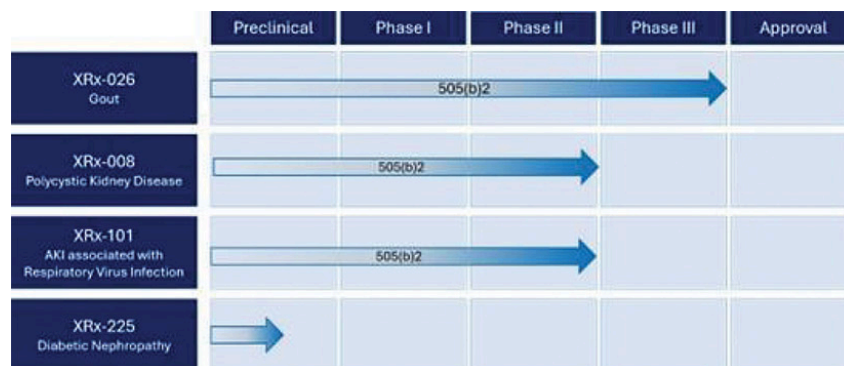 Preclinical Phase I Phase II Phase III Approval
XRx-026
Gout
505(b)2
XRx-008
Polycystic Kidney Disease
505(b)2
XRx-101
AKI associated with
Respiratory Virus Infection
505(b)2
XRx-225
Diabetic Nephropathy